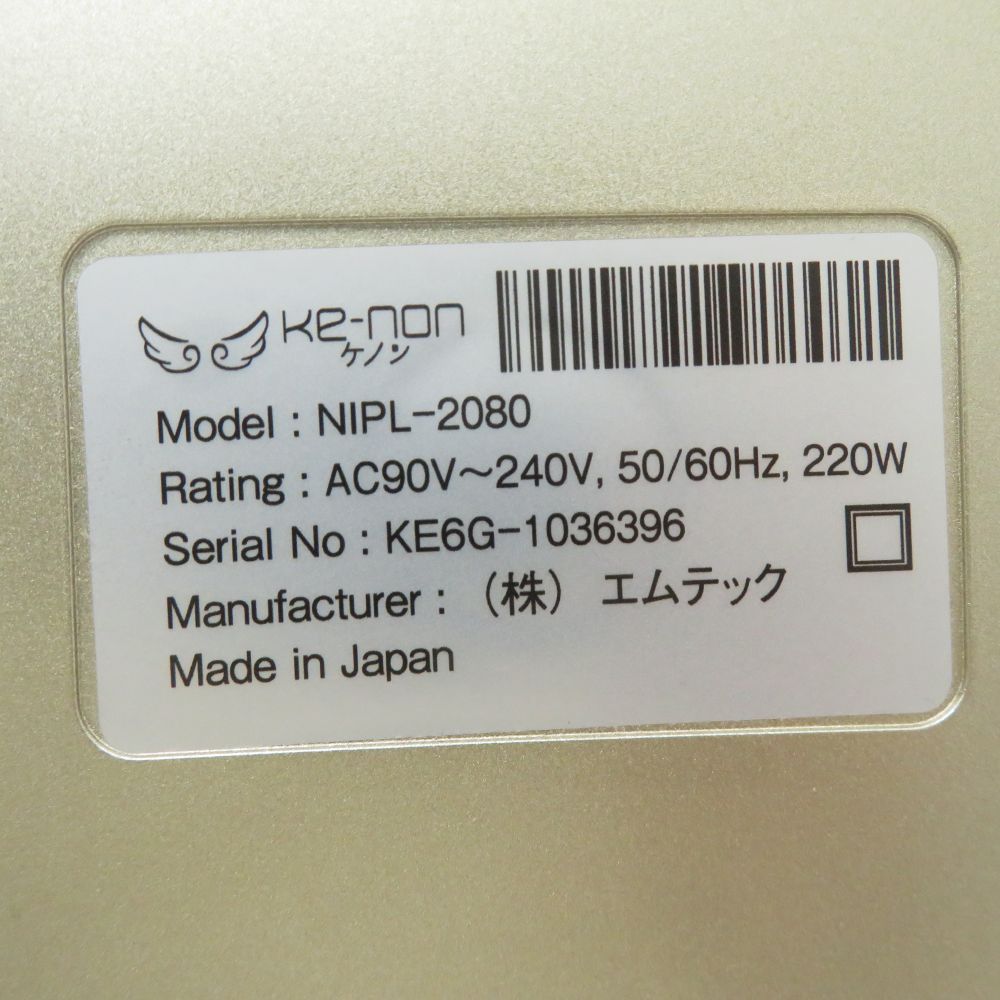 Ke-non
ケノン
Model : NIPL-2080
Rating : AC90V～240V, 50/60Hz, 220W
Serial No : KE6G-1036396
Manufacturer : （株） エムテック
Made in Japan